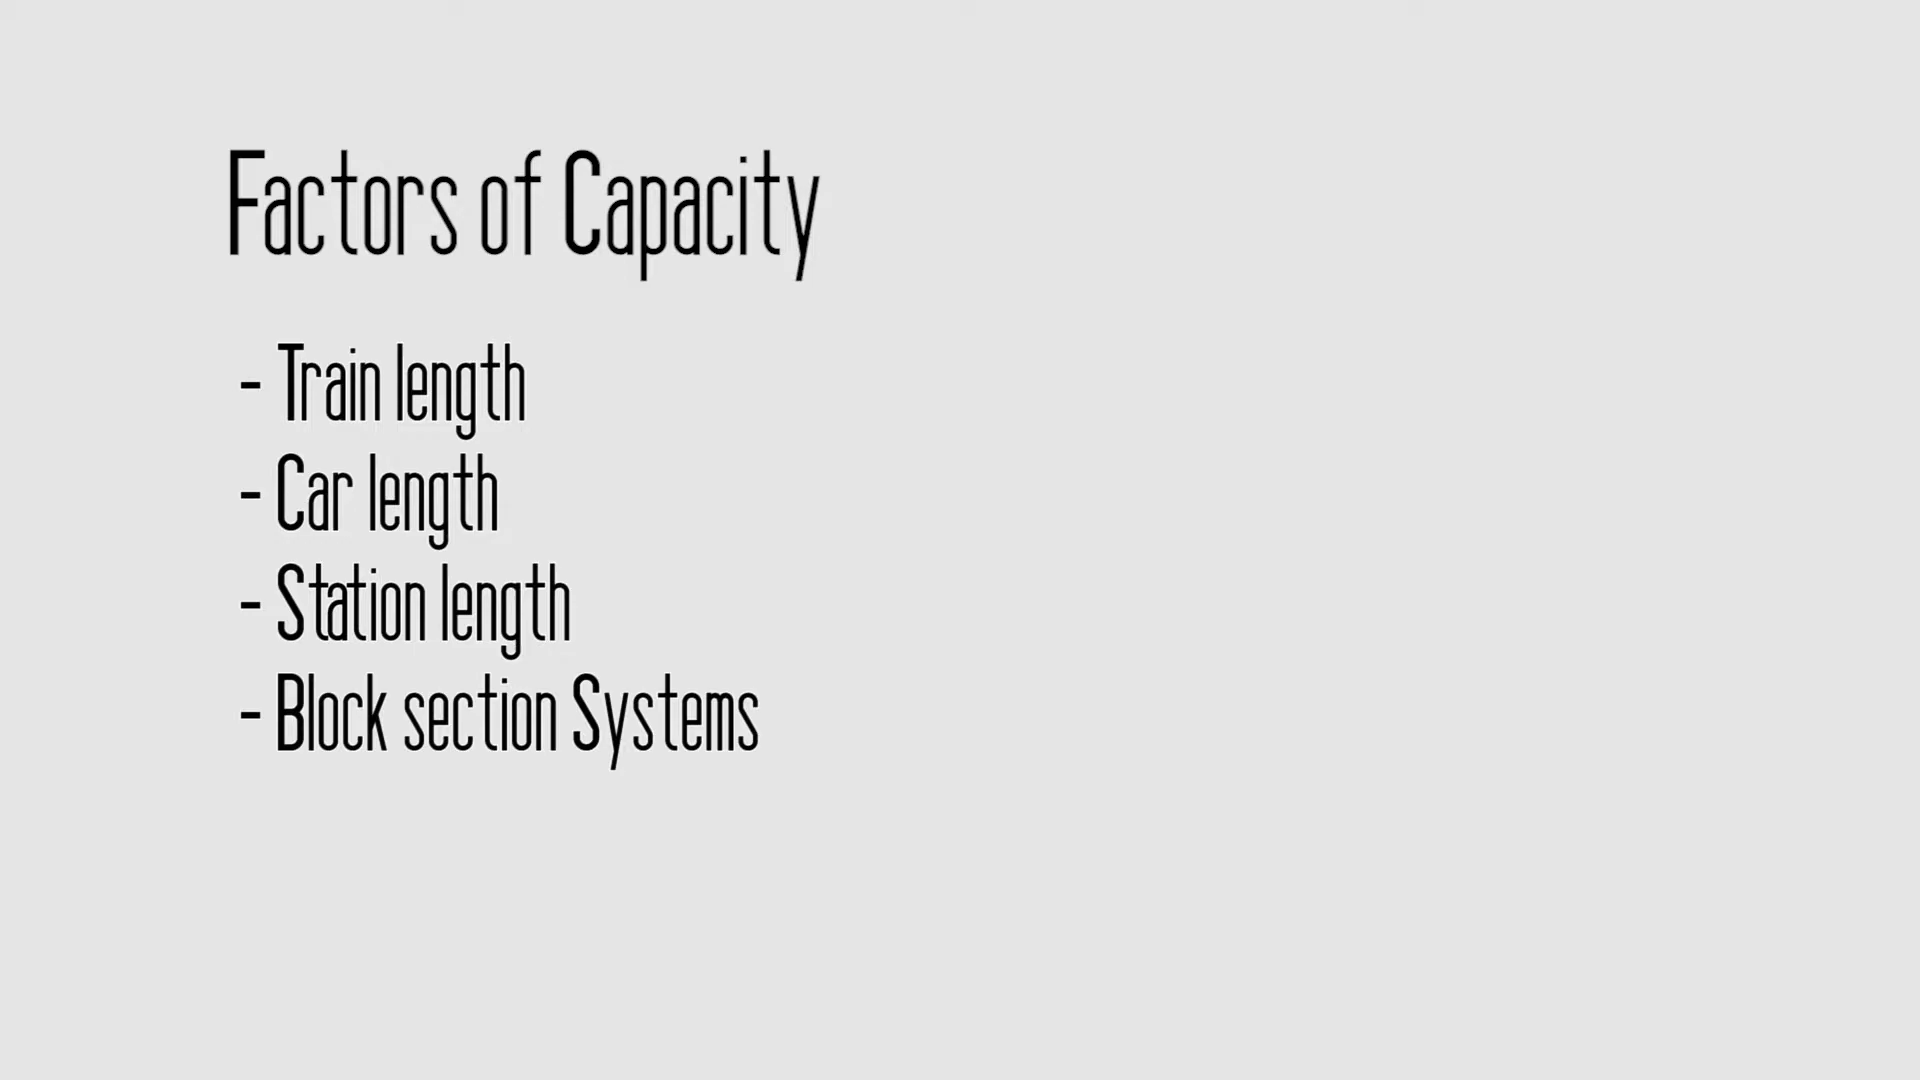 Factors of Capacity
- Train length
- Car length
- Station length
- Block section Systems